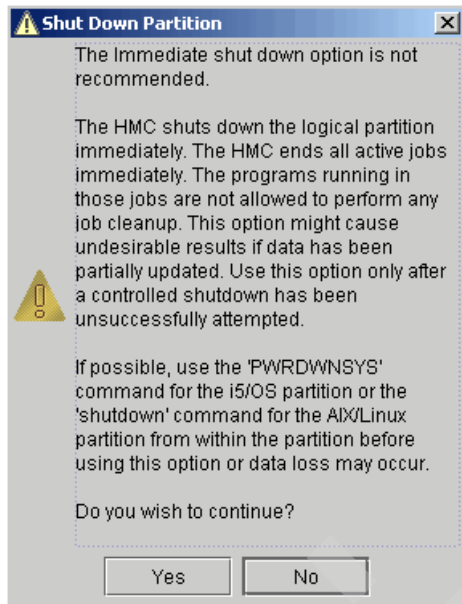 Shut Down Partition
The Immediate shut down option is not
recommended.
The HMC shuts down the logical partition
immediately. The HMC ends all active jobs
immediately. The programs running in
those jobs are not allowed to perform any
job cleanup. This option might cause
undesirable results if data has been
partially updated. Use this option only after
a controlled shutdown has been
unsuccessfully attempted.
If possible, use the 'PWRDWNSYS'
command for the i5/OS partition or the
'shutdown' command for the AIX/Linux
partition from within the partition before
using this option or data loss may occur.
Do you wish to continue?
Yes No